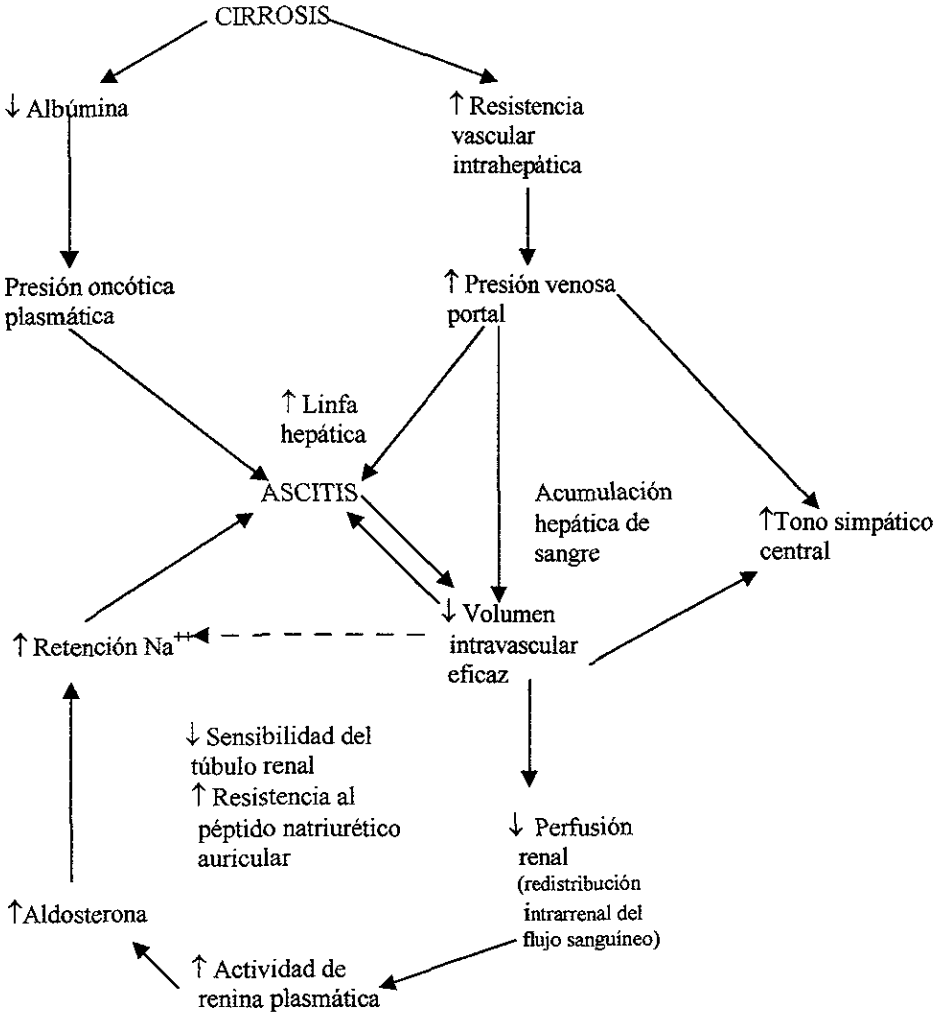 CIRROSIS
↓ Albúmina
↑ Resistencia
vascular
intrahepática
Presión oncótica
plasmática
↑ Presión venosa
portal
↑ Linfa
hepática
ASCITIS
Acumulación
hepática de
sangre
↑Tono simpático
central
↓ Volumen
intravascular
eficaz
↑ Retención Na⁺⁺
↓ Sensibilidad del
túbulo renal
↑ Resistencia al
péptido natriurético
auricular
↓ Perfusión
renal
(redistribución
intrarrenal del
flujo sanguíneo)
↑Aldosterona
↑ Actividad de
renina plasmática